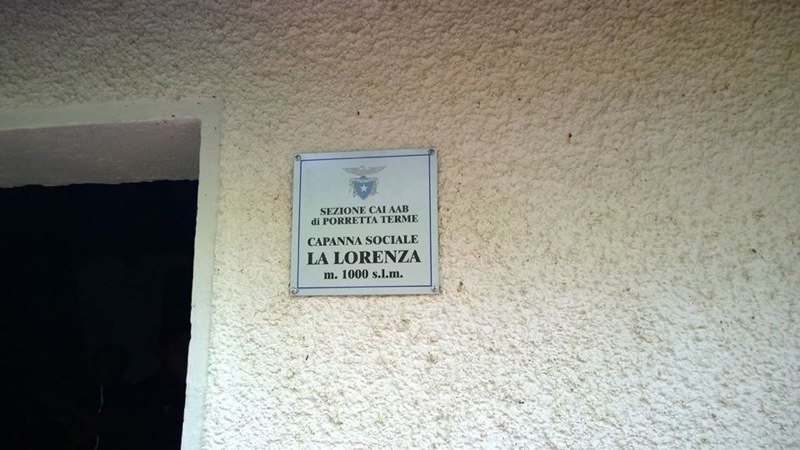 SEZIONE CAI AAB
di PORRETTA TERME
CAPANNA SOCIALE
LA LORENZA
m. 1000 s.l.m.